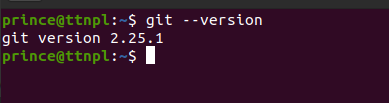 prince@ttnpl:~$ git --version
git version 2.25.1
prince@ttnpl:~$